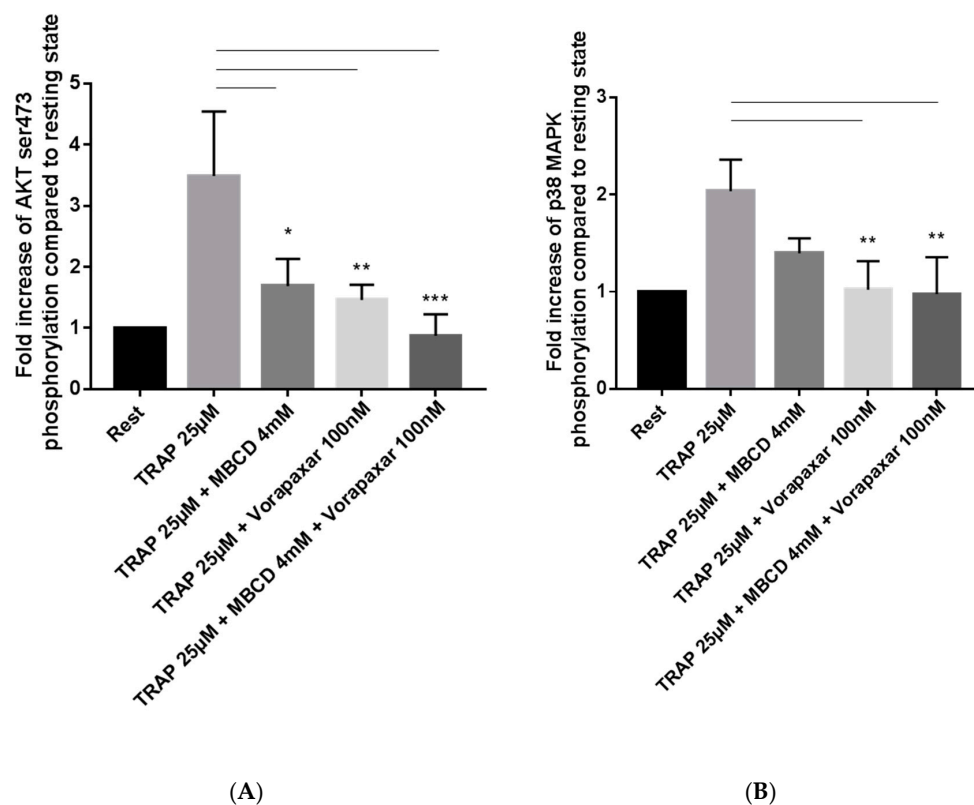 Fold increase of AKT ser473
phosphorylation compared to resting state
5
4
3
2
1
0
*
**
***
Rest
TRAP 25µM
TRAP 25µM + MBCD 4mM
TRAP 25µM + Vorapaxar 100nM
TRAP 25µM + MBCD 4mM + Vorapaxar 100nM
(A)
Fold increase of p38 MAPK
phosphorylation compared to resting state
3
2
1
0
**
**
Rest
TRAP 25µM
TRAP 25µM + MBCD 4mM
TRAP 25µM + Vorapaxar 100nM
TRAP 25µM + MBCD 4mM + Vorapaxar 100nM
(B)